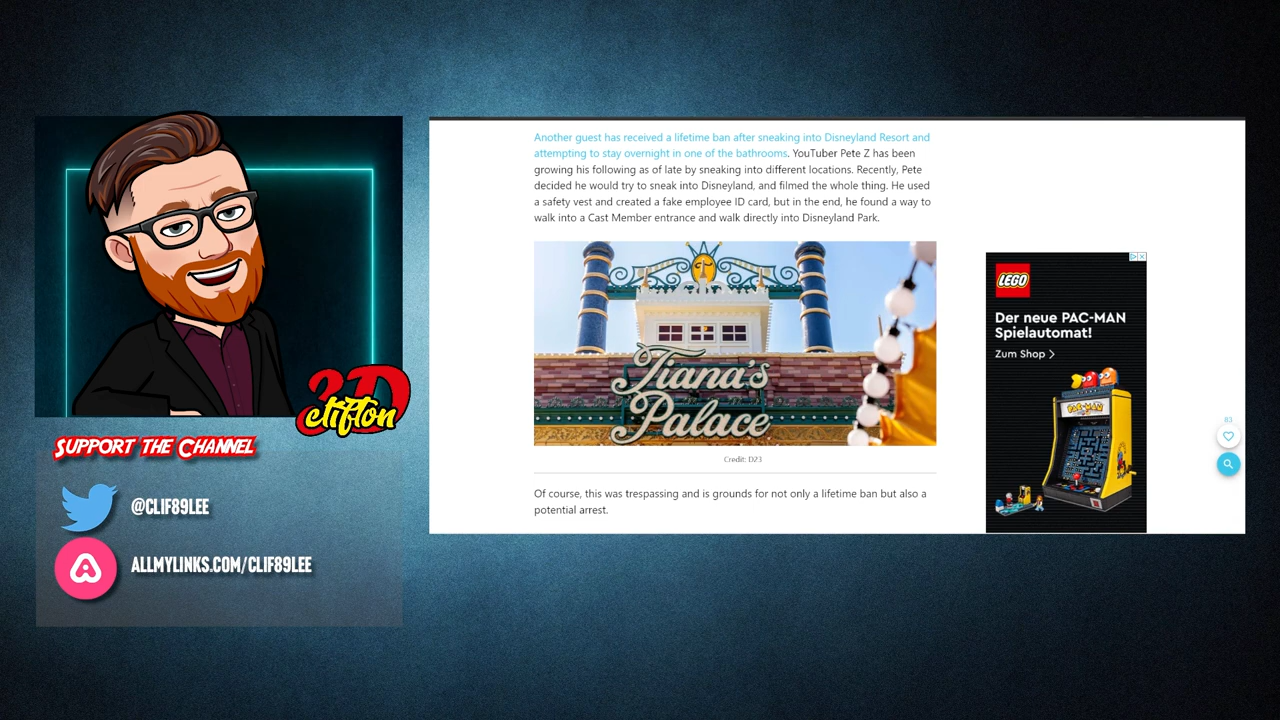 3D
clifton
SUPPORT THE CHANNEL
@CLIF89LEE
ALLMYLINKS.COM/CLIF89LEE
Another guest has received a lifetime ban after sneaking into Disneyland Resort and
attempting to stay overnight in one of the bathrooms. YouTuber Pete Z has been
growing his following as of late by sneaking into different locations. Recently, Pete
decided he would try to sneak into Disneyland, and filmed the whole thing. He used
a safety vest and created a fake employee ID card, but in the end, he found a way to
walk into a Cast Member entrance and walk directly into Disneyland Park.
Tiana's
Palace
Credit: D23
Of course, this was trespassing and is grounds for not only a lifetime ban but also a
potential arrest.
LEGO
Der neue PAC-MAN
Spielautomat!
Zum Shop >
PAC-MAN
83